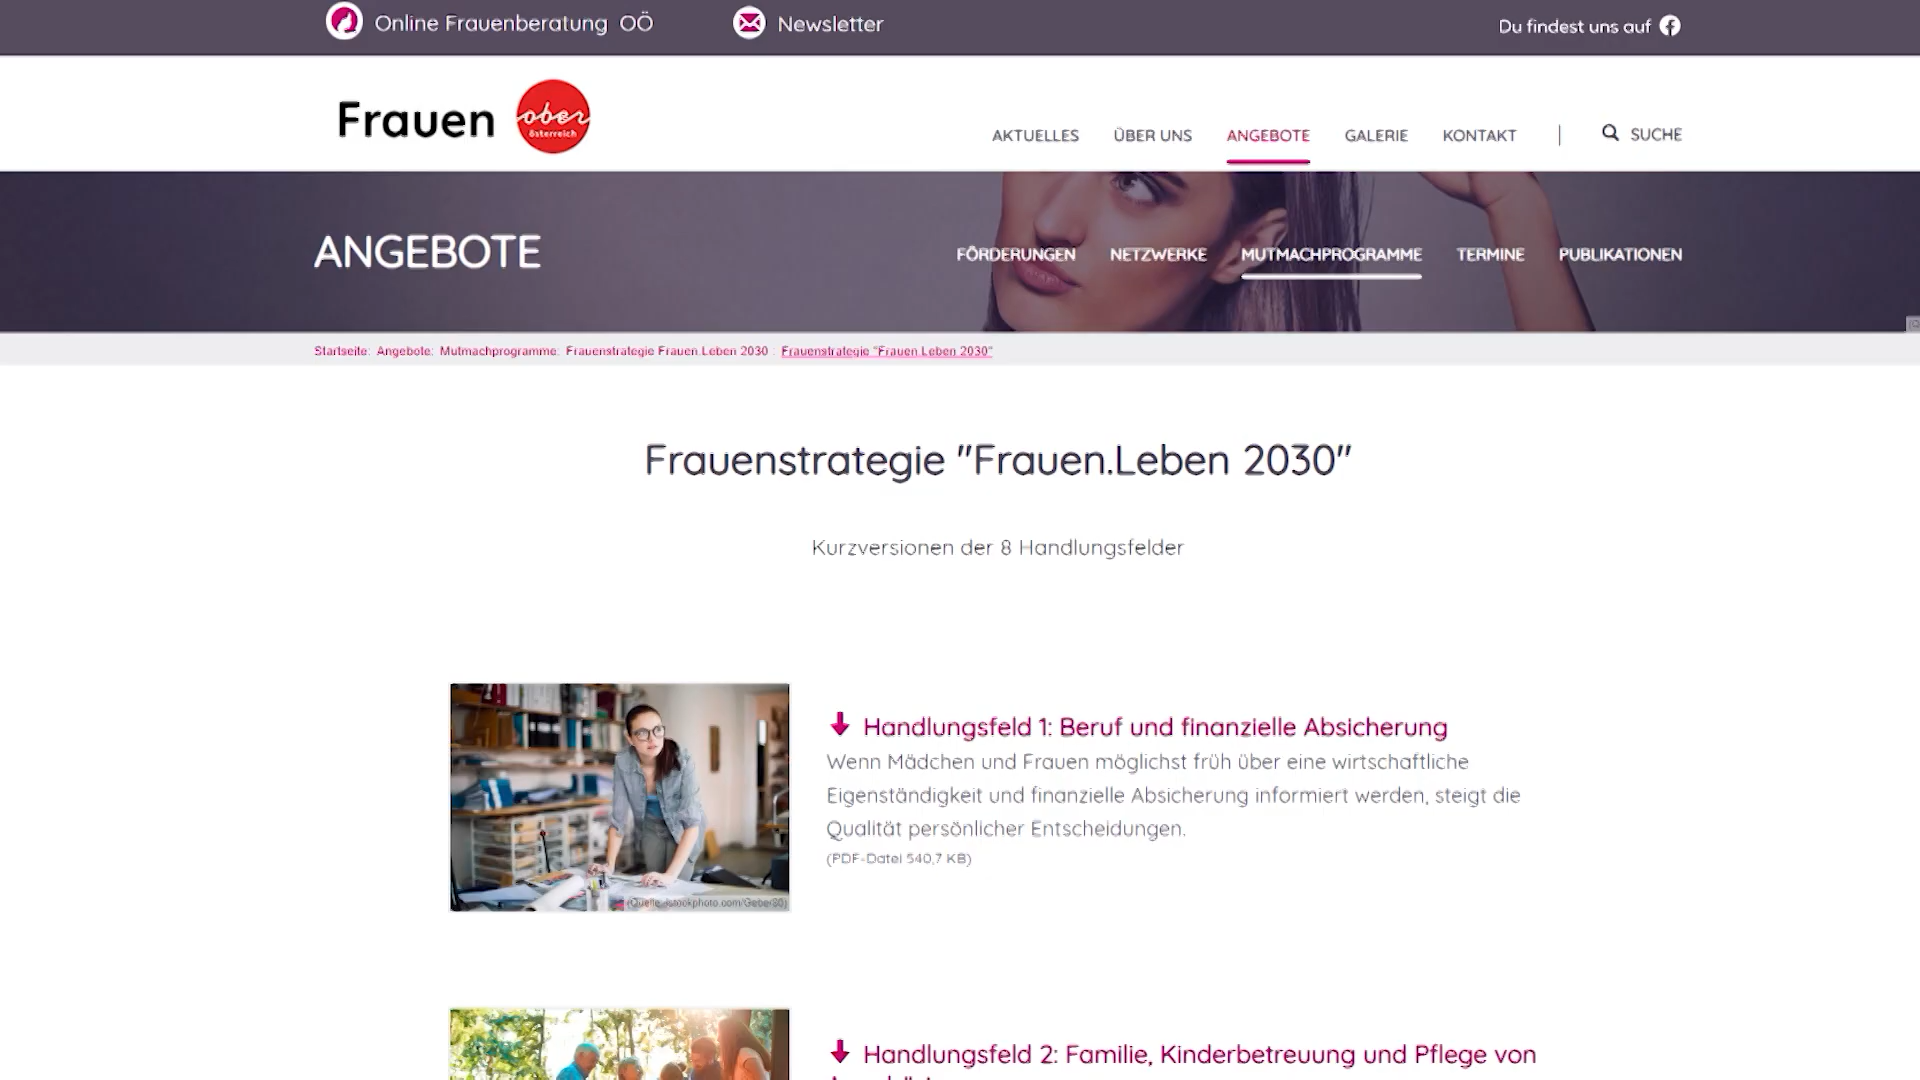 Online Frauenberatung OÖ
Newsletter
Du findest uns auf
Frauen
ober
österreich
AKTUELLES
ÜBER UNS
ANGEBOTE
GALERIE
KONTAKT
SUCHE
ANGEBOTE
FÖRDERUNGEN
NETZWERKE
MUTMACHPROGRAMME
TERMINE
PUBLIKATIONEN
Startseite: Angebote: Mutmachprogramme: Frauenstrategie Frauen.Leben 2030 : Frauenstrategie "Frauen.Leben 2030"
Frauenstrategie "Frauen.Leben 2030"
Kurzversionen der 8 Handlungsfelder
Handlungsfeld 1: Beruf und finanzielle Absicherung
Wenn Mädchen und Frauen möglichst früh über eine wirtschaftliche
Eigenständigkeit und finanzielle Absicherung informiert werden, steigt die
Qualität persönlicher Entscheidungen.
(PDF-Datei 540,7 KB)
(Quelle: istockphoto.com/Geber80)
Handlungsfeld 2: Familie, Kinderbetreuung und Pflege von